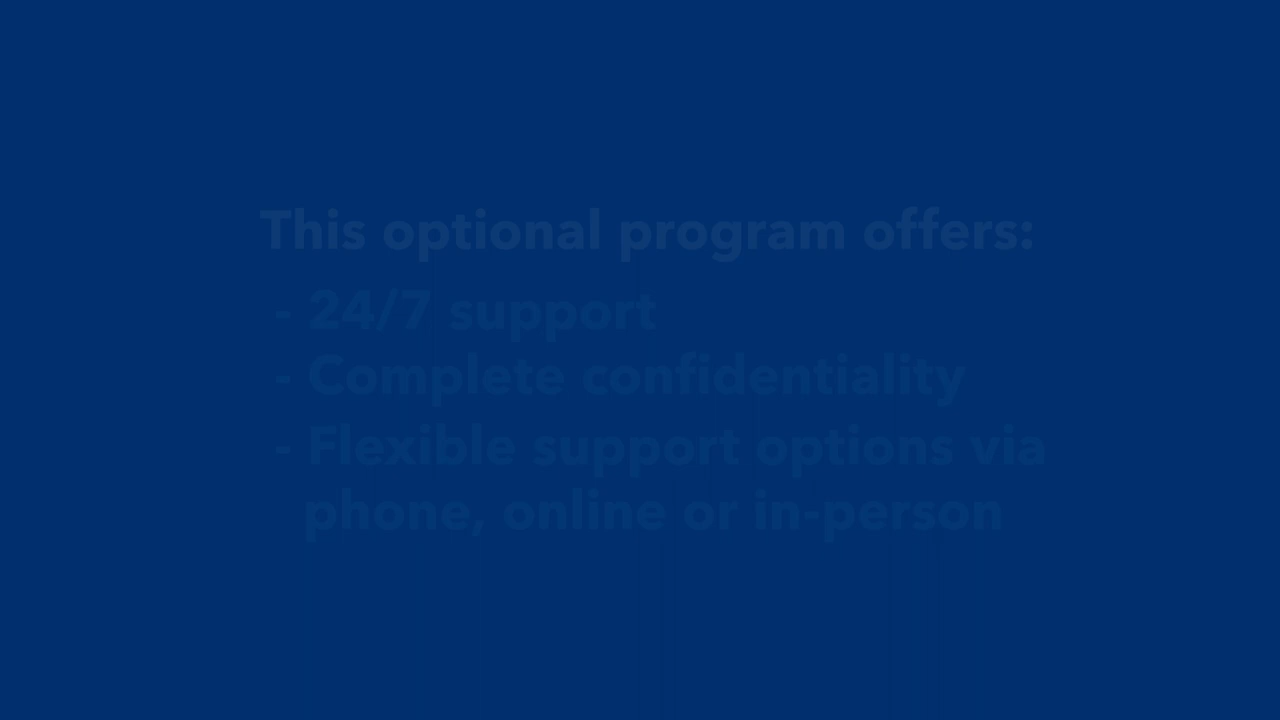 This optional program offers:
- 24/7 support
- Complete confidentiality
- Flexible support options via
phone, online or in-person